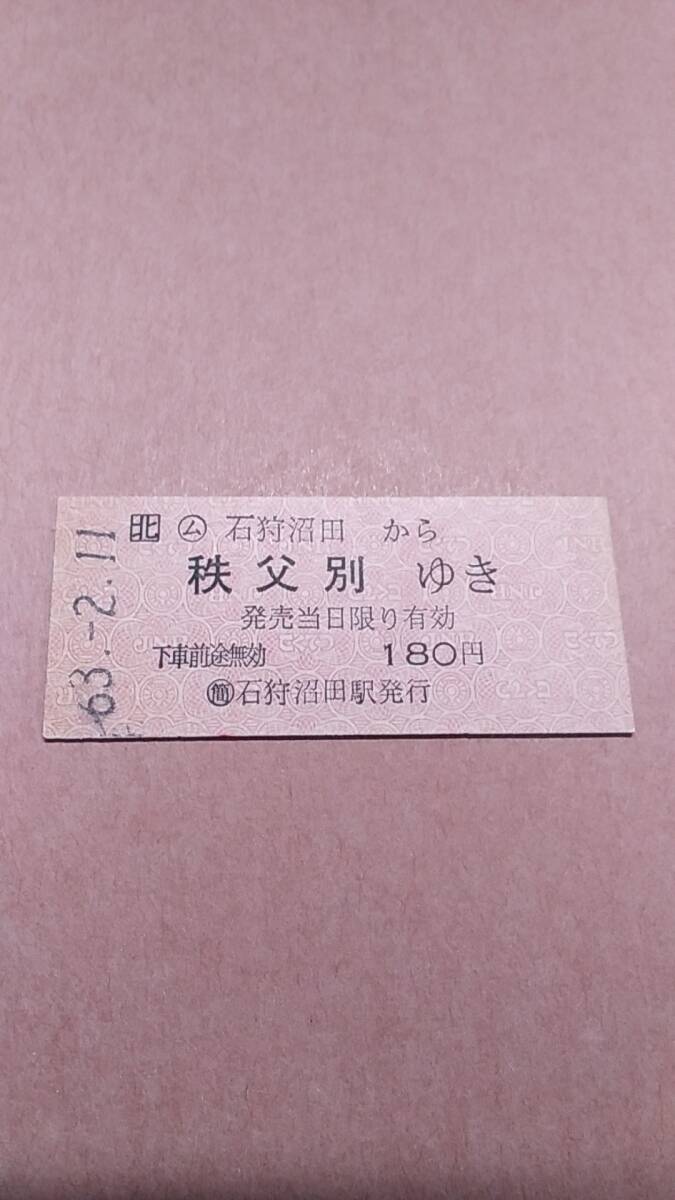 63.-2.11
北 ム 石狩沼田 から
秩父別 ゆき
発売当日限り有効
下車前途無効 180円
簡 石狩沼田駅発行